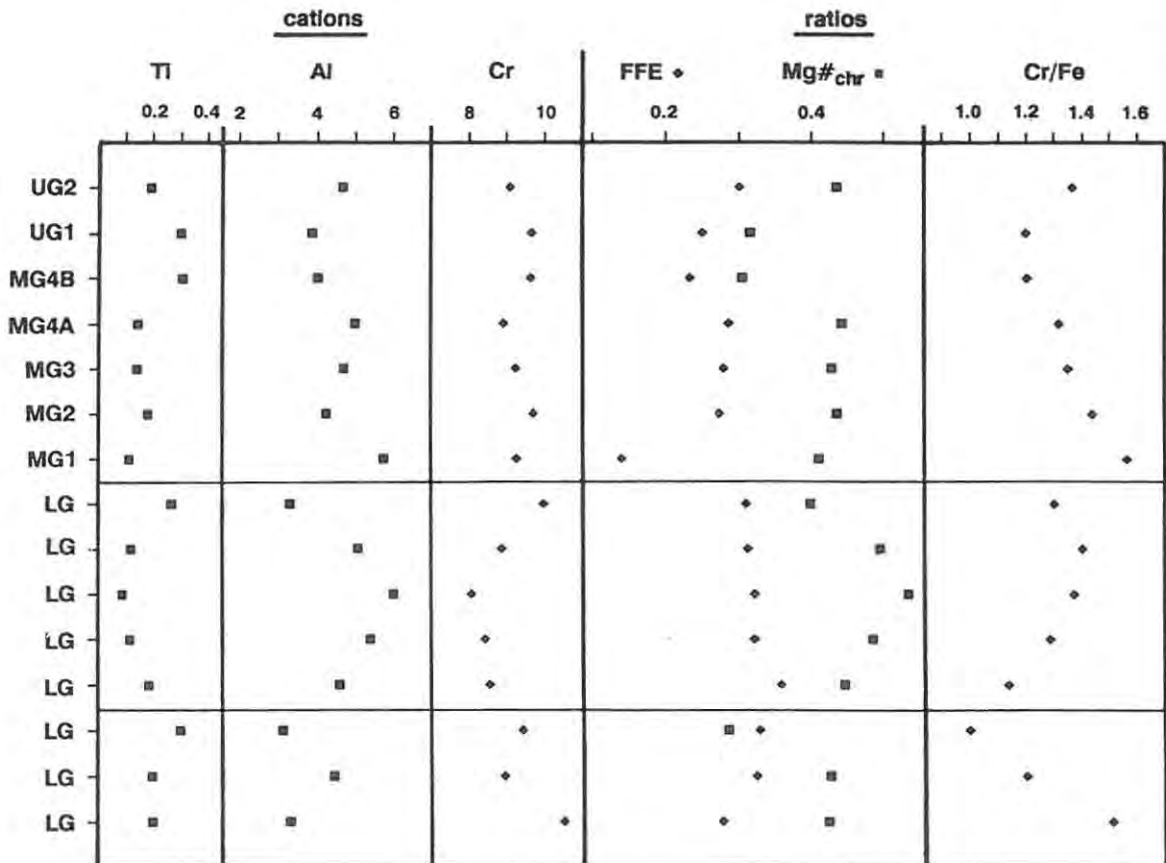 cations ratios
Ti Al Cr FFE Mg#chr Cr/Fe
0.2 0.4 2 4 6 8 10 0.2 0.4 1.0 1.2 1.4 1.6
UG2
UG1
MG4B
MG4A
MG3
MG2
MG1
LG
LG
LG
LG
LG
LG
LG
LG